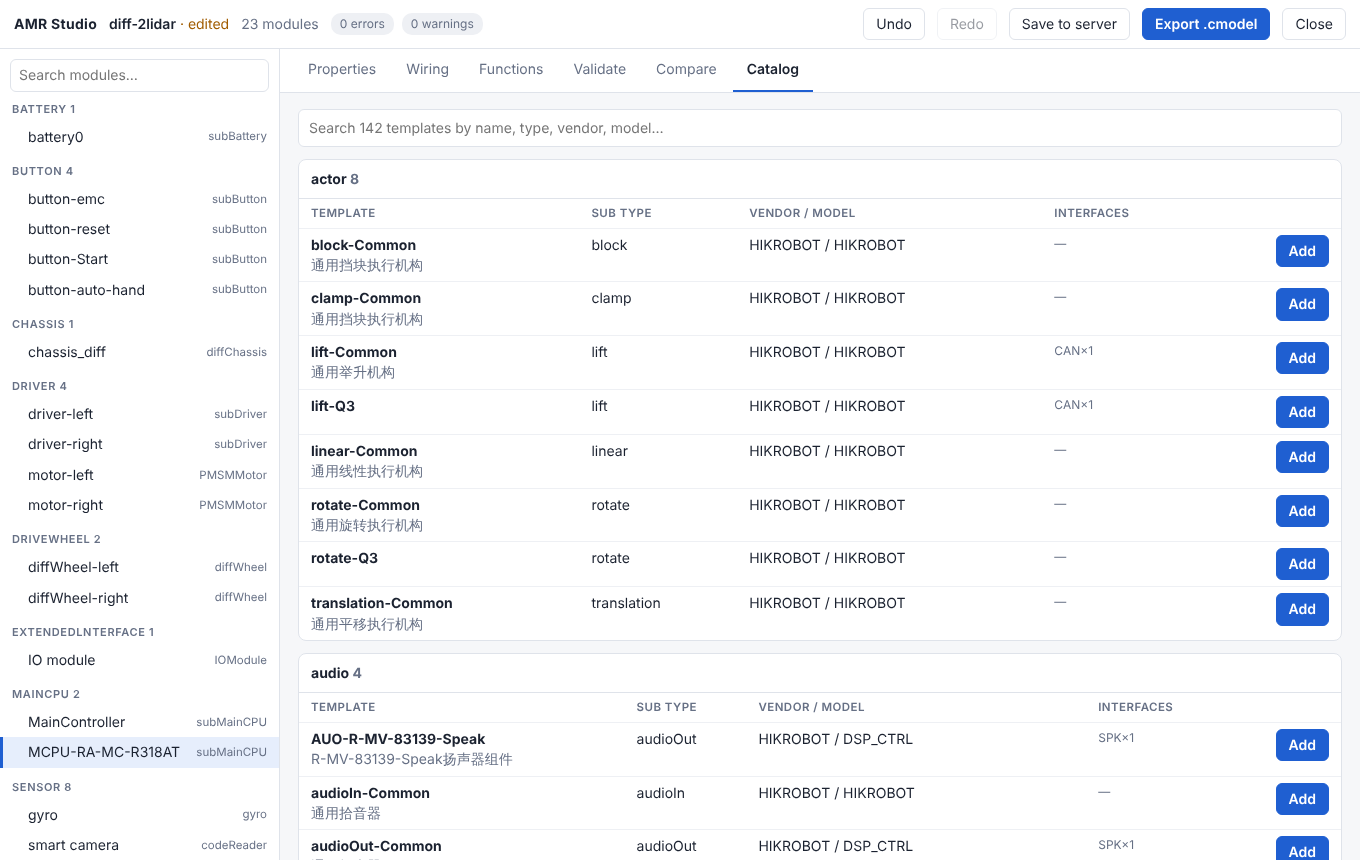 AMR Studio diff-2lidar · edited 23 modules 0 errors 0 warnings Undo Redo Save to server Export .cmodel Close
Search modules...
BATTERY 1
battery0 subBattery
BUTTON 4
button-emc subButton
button-reset subButton
button-Start subButton
button-auto-hand subButton
CHASSIS 1
chassis_diff diffChassis
DRIVER 4
driver-left subDriver
driver-right subDriver
motor-left PMSMMotor
motor-right PMSMMotor
DRIVEWHEEL 2
diffWheel-left diffWheel
diffWheel-right diffWheel
EXTENDEDLNTERFACE 1
IO module IOModule
MAINCPU 2
MainController subMainCPU
MCPU-RA-MC-R318AT subMainCPU
SENSOR 8
gyro gyro
smart camera codeReader
Properties Wiring Functions Validate Compare Catalog
Search 142 templates by name, type, vendor, model...
actor 8
TEMPLATE SUB TYPE VENDOR / MODEL INTERFACES
block-Common block HIKROBOT / HIKROBOT — Add
通用挡块执行机构
clamp-Common clamp HIKROBOT / HIKROBOT — Add
通用挡块执行机构
lift-Common lift HIKROBOT / HIKROBOT CAN×1 Add
通用举升机构
lift-Q3 lift HIKROBOT / HIKROBOT CAN×1 Add
linear-Common linear HIKROBOT / HIKROBOT — Add
通用线性执行机构
rotate-Common rotate HIKROBOT / HIKROBOT — Add
通用旋转执行机构
rotate-Q3 rotate HIKROBOT / HIKROBOT — Add
translation-Common translation HIKROBOT / HIKROBOT — Add
通用平移执行机构
audio 4
TEMPLATE SUB TYPE VENDOR / MODEL INTERFACES
AUO-R-MV-83139-Speak audioOut HIKROBOT / DSP_CTRL SPK×1 Add
R-MV-83139-Speak扬声器组件
audioIn-Common audioIn HIKROBOT / HIKROBOT — Add
通用拾音器
audioOut-Common audioOut HIKROBOT / DSP_CTRL SPK×1 Add